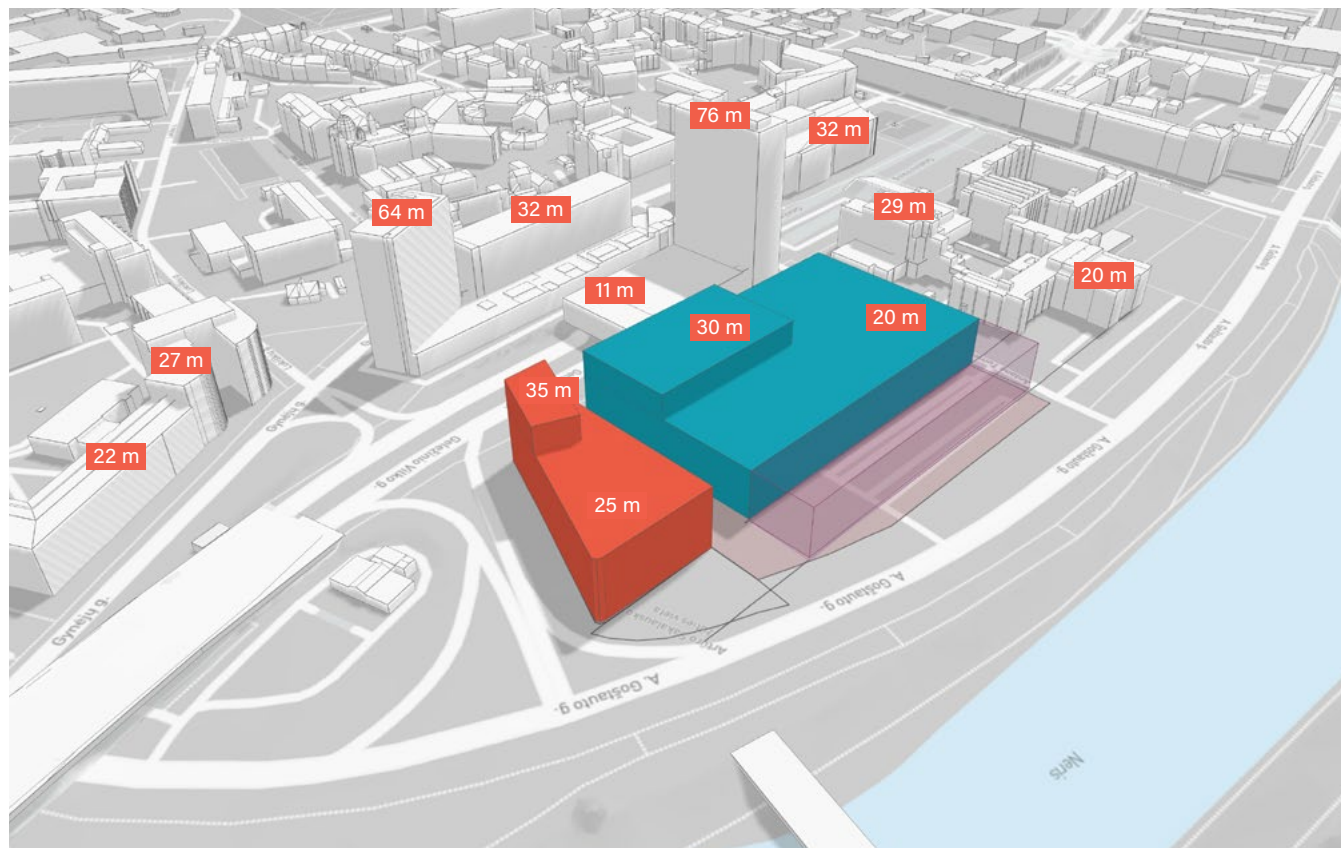 76 m
32 m
29 m
64 m
32 m
20 m
11 m
30 m
20 m
27 m
35 m
22 m
25 m
Geležinio Vilko g.
Gynėjų g.
Gynėjų g.
A. Goštauto g.
A. Goštauto g.
A. Goštauto g.
Neris